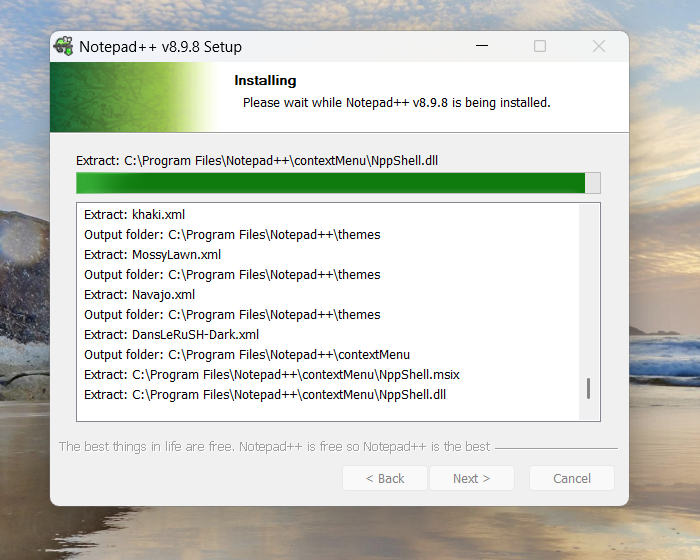 Notepad++ v8.9.8 Setup
Installing
Please wait while Notepad++ v8.9.8 is being installed.
Extract: C:\Program Files\Notepad++\contextMenu\NppShell.dll
Extract: khaki.xml
Output folder: C:\Program Files\Notepad++\themes
Extract: MossyLawn.xml
Output folder: C:\Program Files\Notepad++\themes
Extract: Navajo.xml
Output folder: C:\Program Files\Notepad++\themes
Extract: DansLeRuSH-Dark.xml
Output folder: C:\Program Files\Notepad++\contextMenu
Extract: C:\Program Files\Notepad++\contextMenu\NppShell.msix
Extract: C:\Program Files\Notepad++\contextMenu\NppShell.dll
The best things in life are free. Notepad++ is free so Notepad++ is the best
< Back Next > Cancel